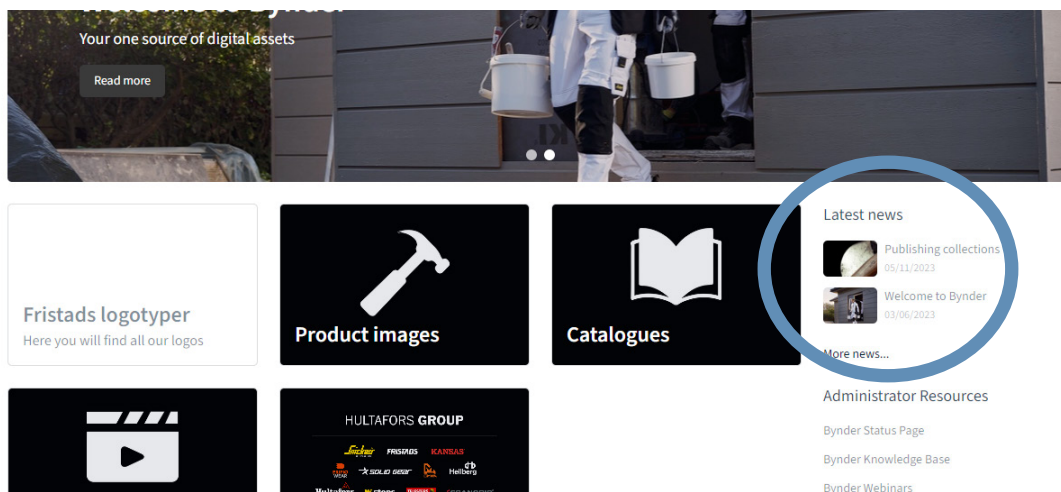 Your one source of digital assets
Read more
Fristads logotyper
Here you will find all our logos
Product images
Catalogues
HULTAFORS GROUP
Snickers FRISTADS KANSAS
SOLID GEAR Hellberg
Hultafors
Latest news
Publishing collections
05/11/2023
Welcome to Bynder
03/06/2023
More news...
Administrator Resources
Bynder Status Page
Bynder Knowledge Base
Bynder Webinars